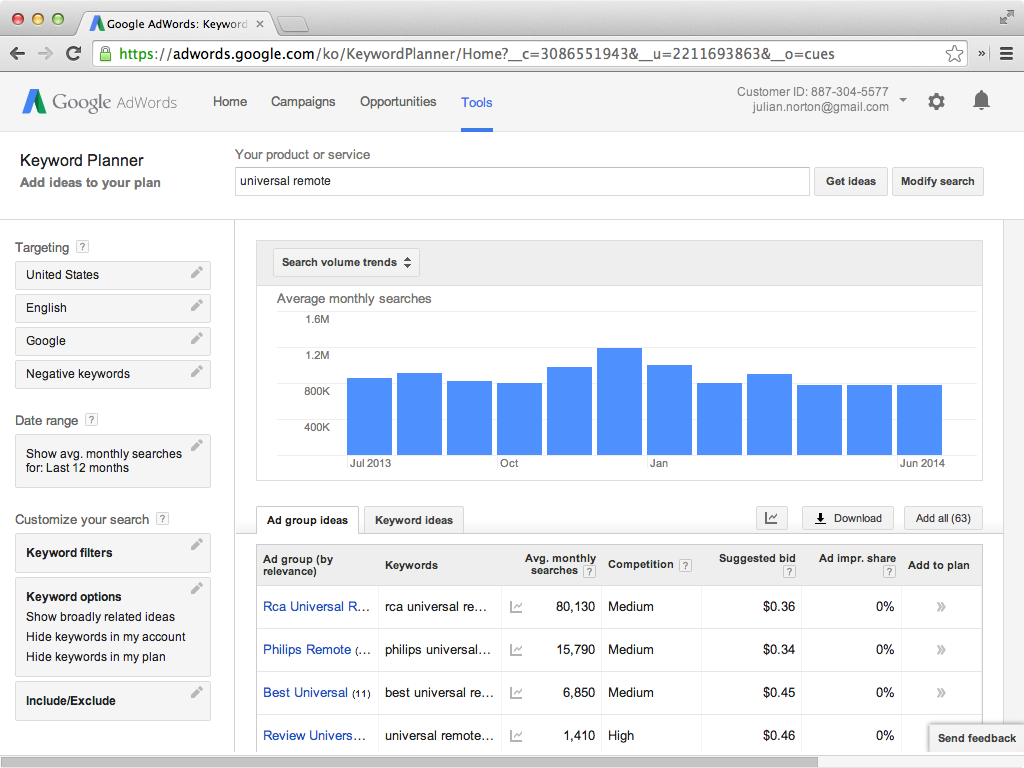 Google AdWords: Keyword
https://adwords.google.com/ko/KeywordPlanner/Home?__c=3086551943&__u=2211693863&__o=cues
Google AdWords
Home
Campaigns
Opportunities
Tools
Customer ID: 887-304-5577
julian.norton@gmail.com
Keyword Planner
Add ideas to your plan
Your product or service
universal remote
Get ideas
Modify search
Targeting ?
United States
English
Google
Negative keywords
Date range ?
Show avg. monthly searches
for: Last 12 months
Customize your search ?
Keyword filters
Keyword options
Show broadly related ideas
Hide keywords in my account
Hide keywords in my plan
Include/Exclude
Search volume trends
Average monthly searches
1.6M
1.2M
800K
400K
Jul 2013 Oct Jan Jun 2014
Ad group ideas
Keyword ideas
Download
Add all (63)
Ad group (by
relevance)
Keywords
Avg. monthly
searches ?
Competition ?
Suggested bid
?
Ad impr. share
?
Add to plan
Rca Universal R... rca universal re... 80,130 Medium $0.36 0% »
Philips Remote (... philips universal... 15,790 Medium $0.34 0% »
Best Universal (11) best universal re... 6,850 Medium $0.45 0% »
Review Univers... universal remote... 1,410 High $0.46 0%
Send feedback